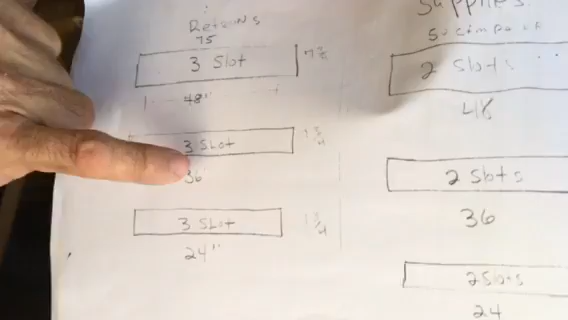 Returns
75
3 Slot
48"
3 SLOT
36
3 SLOT
24"
Supplies
2 Slots
48
2 Slots
36
2 Slots
24